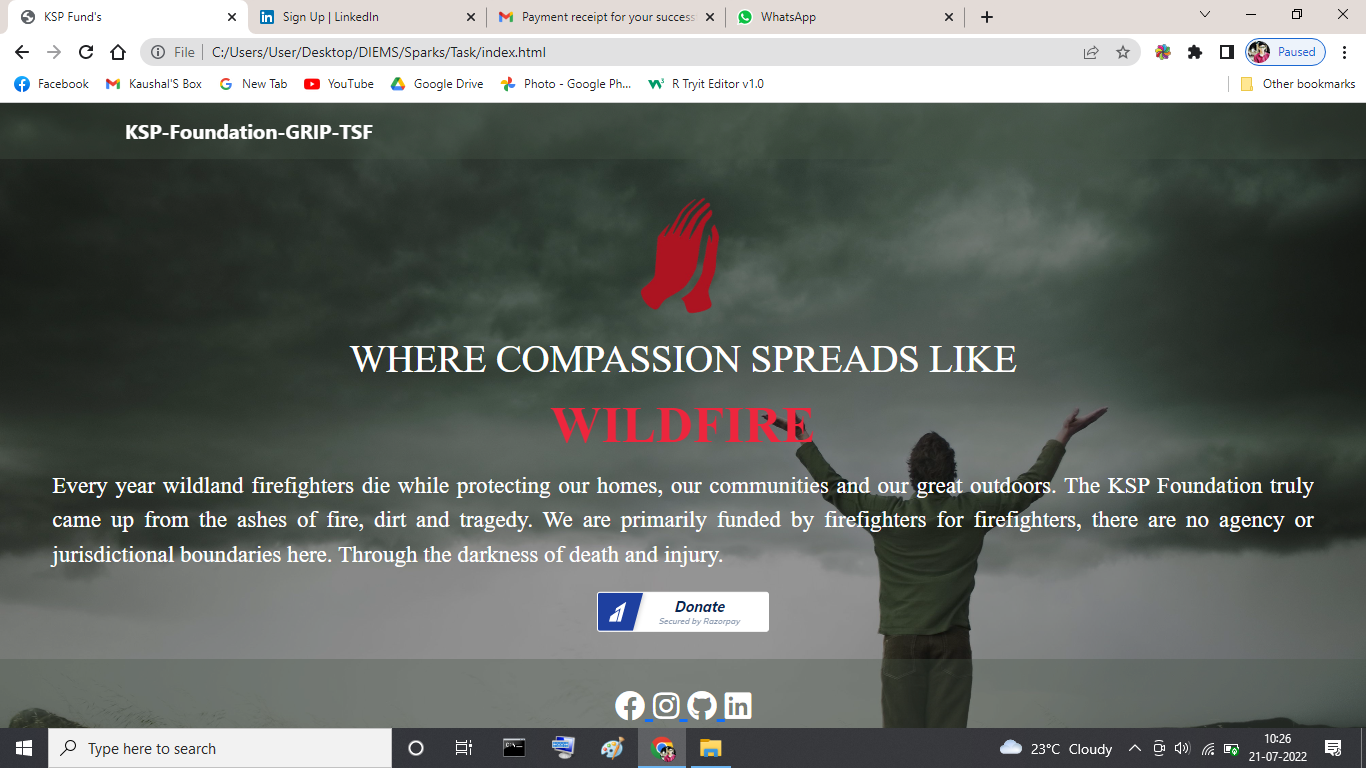 KSP Fund's
Sign Up | LinkedIn
Payment receipt for your success
WhatsApp
File
C:/Users/User/Desktop/DIEMS/Sparks/Task/index.html
Paused
Facebook
Kaushal'S Box
New Tab
YouTube
Google Drive
Photo - Google Ph...
R Tryit Editor v1.0
Other bookmarks
KSP-Foundation-GRIP-TSF
WHERE COMPASSION SPREADS LIKE
WILDFIRE
Every year wildland firefighters die while protecting our homes, our communities and our great outdoors. The KSP Foundation truly
came up from the ashes of fire, dirt and tragedy. We are primarily funded by firefighters for firefighters, there are no agency or
jurisdictional boundaries here. Through the darkness of death and injury.
Donate
Secured by Razorpay
Type here to search
23°C Cloudy
10:26
21-07-2022